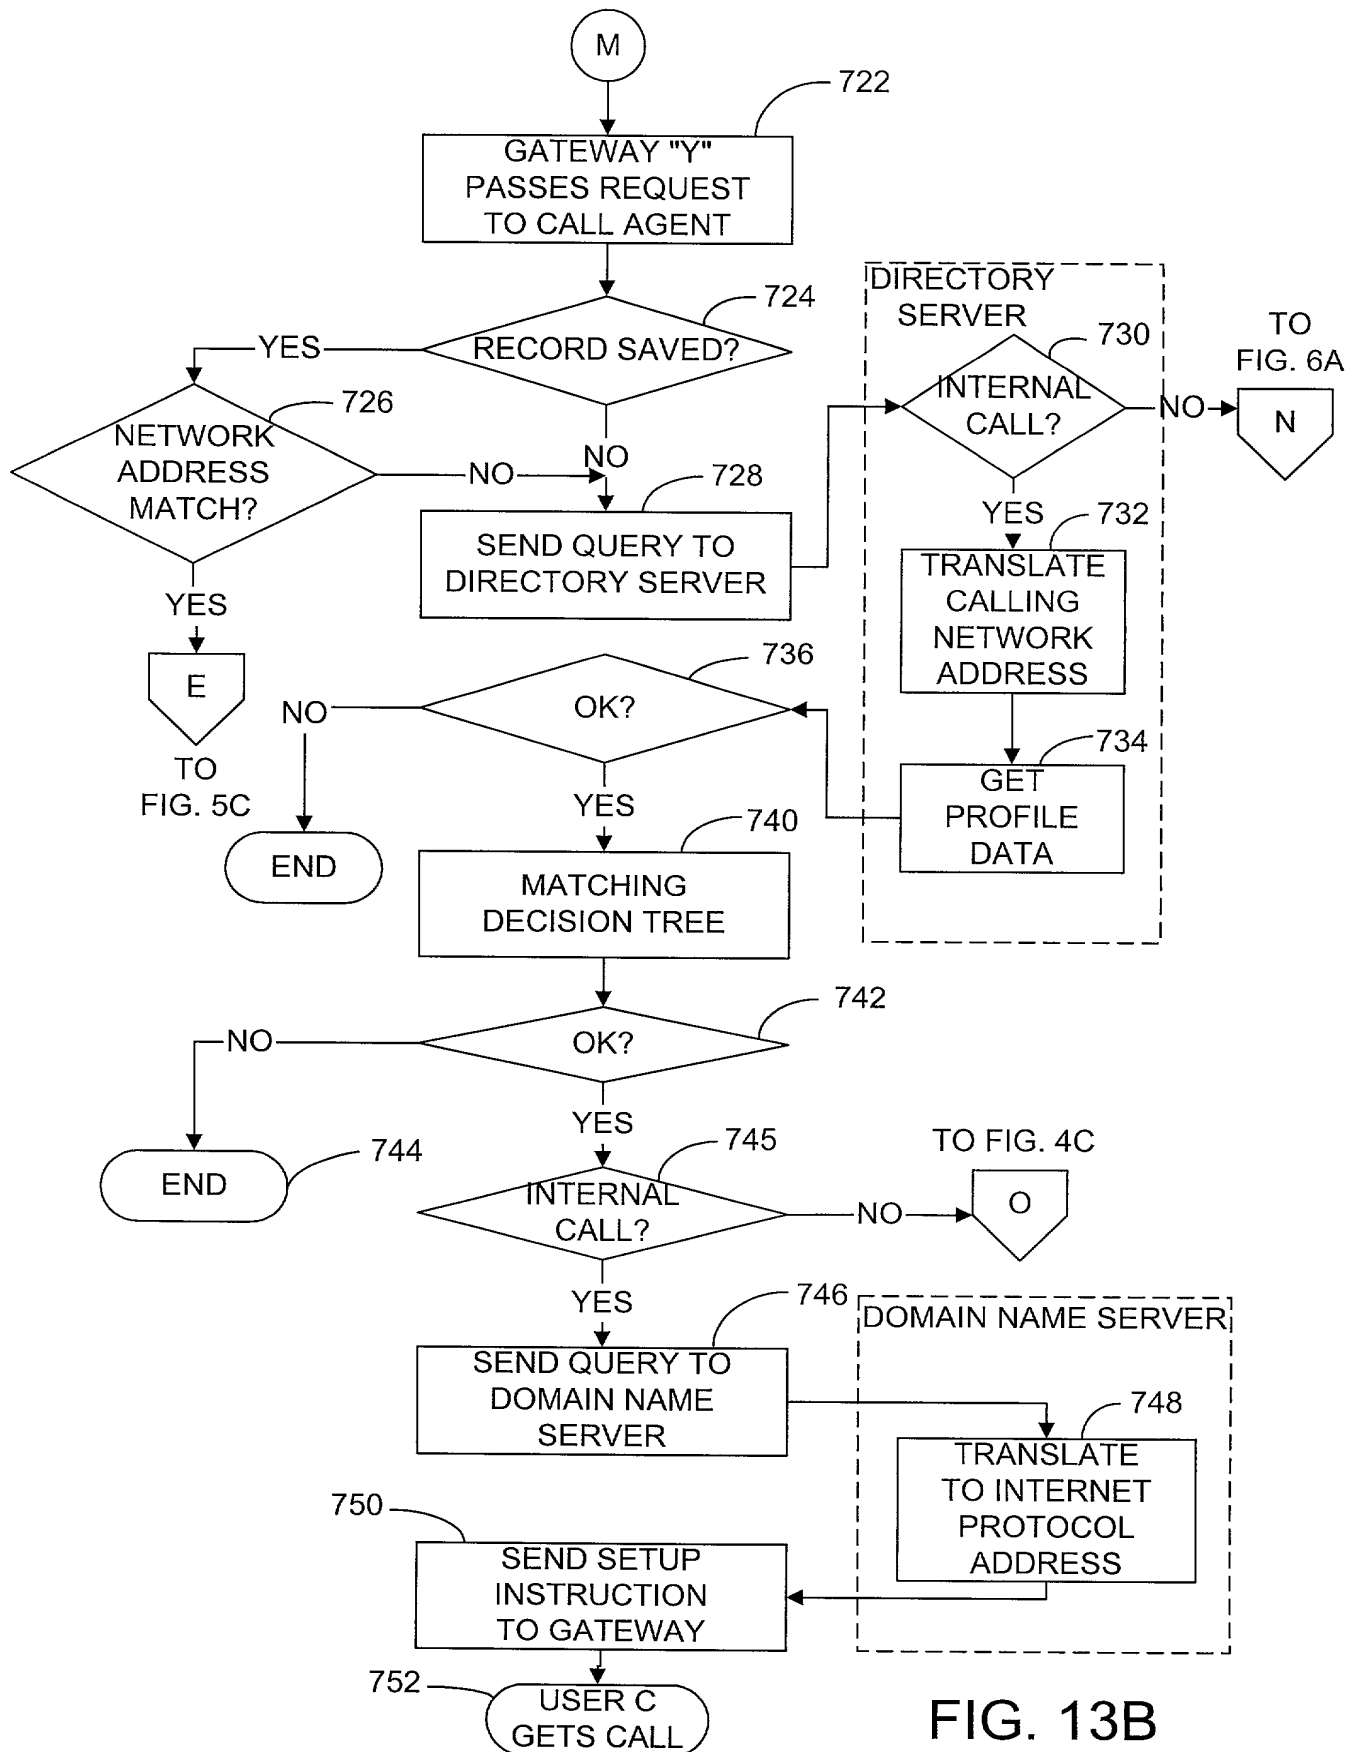 M
722
GATEWAY "Y"
PASSES REQUEST
TO CALL AGENT
724
RECORD SAVED?
YES
NO
726
NETWORK
ADDRESS
MATCH?
NO
YES
E
TO
FIG. 5C
728
SEND QUERY TO
DIRECTORY SERVER
DIRECTORY
SERVER
730
INTERNAL
CALL?
NO
TO
FIG. 6A
N
YES
732
TRANSLATE
CALLING
NETWORK
ADDRESS
734
GET
PROFILE
DATA
736
OK?
NO
END
YES
740
MATCHING
DECISION TREE
742
OK?
NO
END
744
YES
745
INTERNAL
CALL?
NO
TO FIG. 4C
O
YES
746
SEND QUERY TO
DOMAIN NAME
SERVER
DOMAIN NAME SERVER
748
TRANSLATE
TO INTERNET
PROTOCOL
ADDRESS
750
SEND SETUP
INSTRUCTION
TO GATEWAY
752
USER C
GETS CALL
FIG. 13B